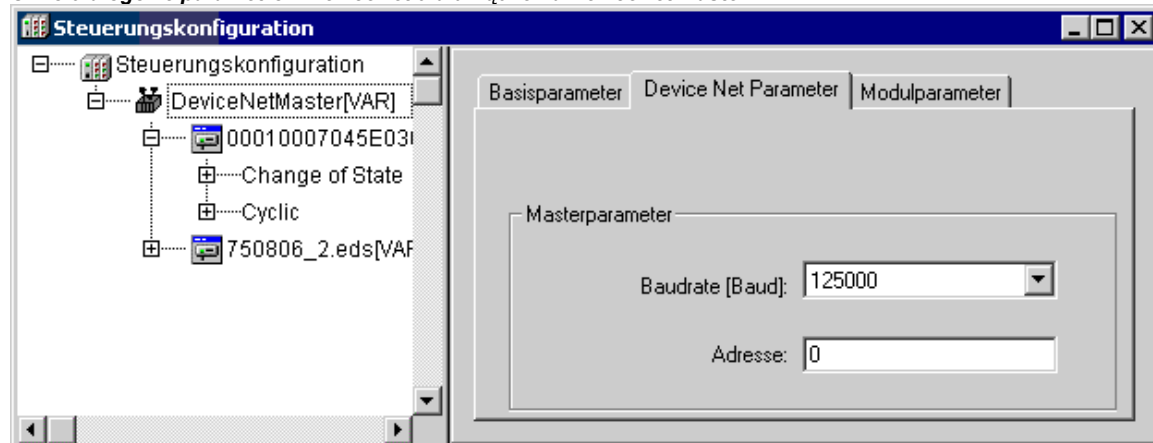 Steuerungskonfiguration
Steuerungskonfiguration
DeviceNetMaster[VAR]
00010007045E03
Change of State
Cyclic
750806_2.eds[VAR
Basisparameter
Device Net Parameter
Modulparameter
Masterparameter
Baudrate [Baud]: 125000
Adresse: 0